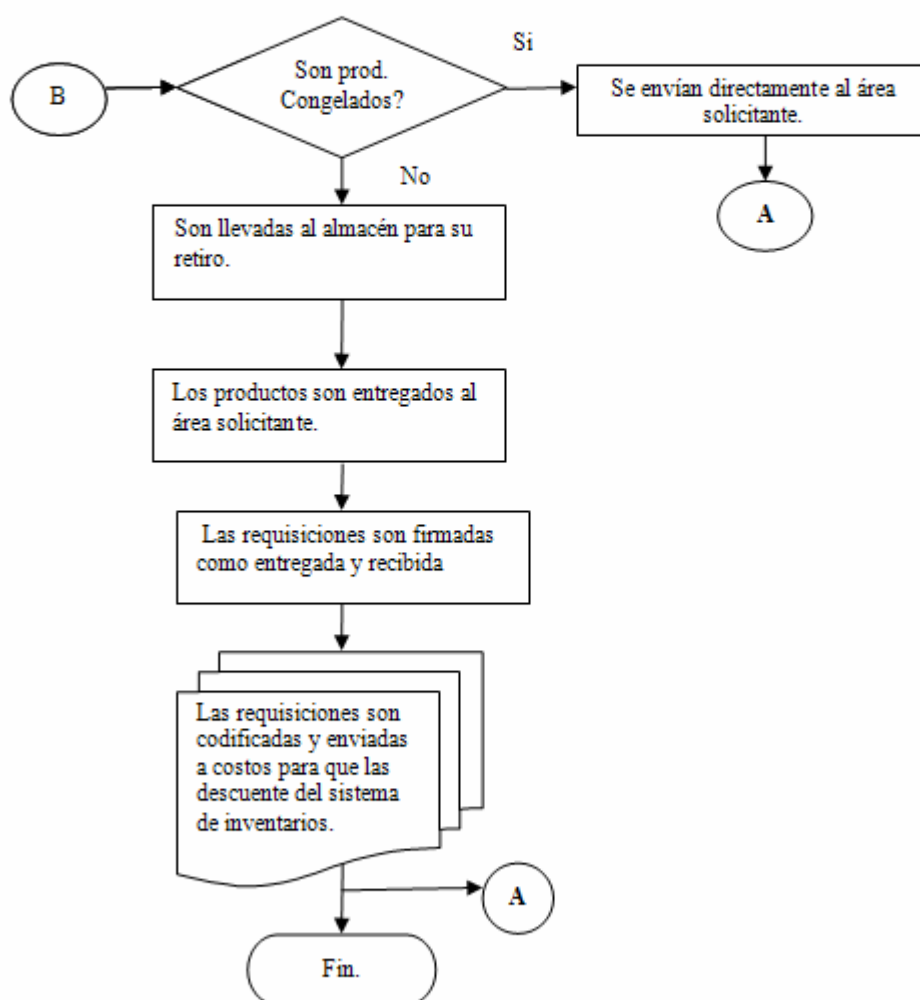 Si
B
Son prod.
Congelados?
Se envían directamente al área
solicitante.
No
A
Son llevadas al almacén para su
retiro.
Los productos son entregados al
área solicitante.
Las requisiciones son firmadas
como entregada y recibida
Las requisiciones son
codificadas y enviadas
a costos para que las
descuente del sistema
de inventarios.
A
Fin.